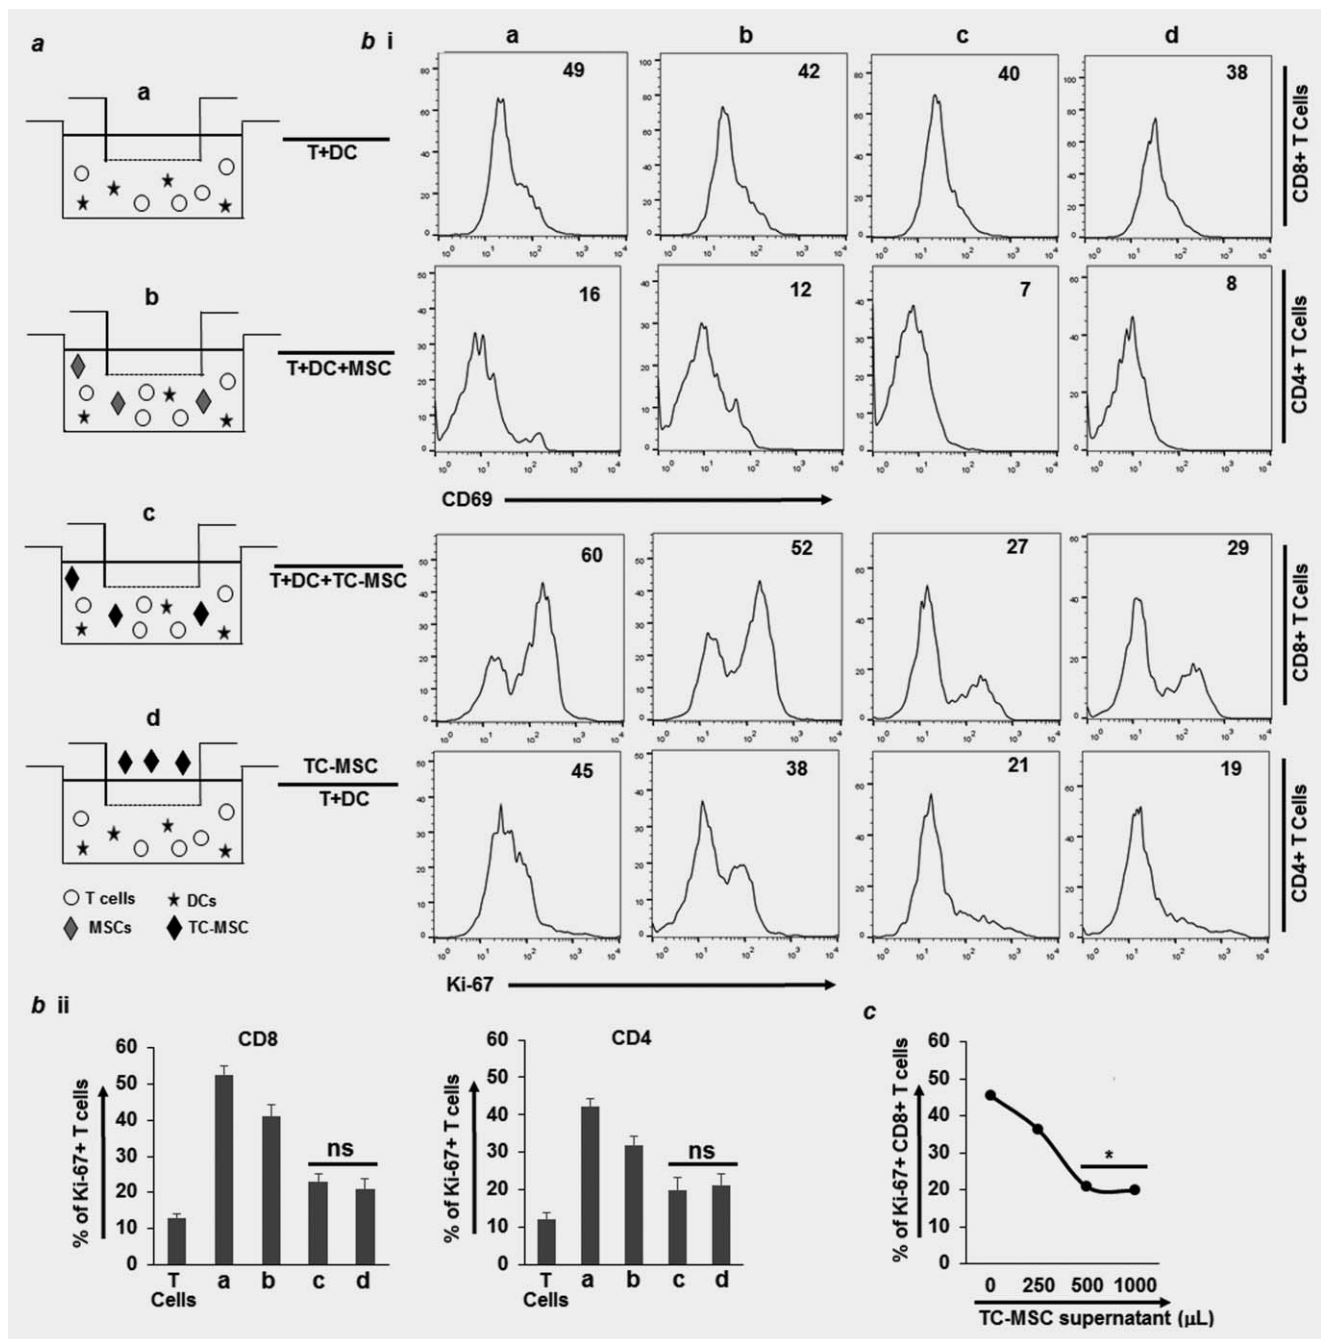 a
a
T+DC
b
T+DC+MSC
c
T+DC+TC-MSC
d
TC-MSC
T+DC
T cells
DCs
MSCs
TC-MSC
b i
a b c d
49 42 40 38
CD8+ T Cells
16 12 7 8
CD4+ T Cells
CD69
60 52 27 29
CD8+ T Cells
45 38 21 19
CD4+ T Cells
Ki-67
b ii
CD8
% of Ki-67+ T cells
60
50
40
30
20
10
0
ns
T a b c d
Cells
CD4
% of Ki-67+ T cells
60
50
40
30
20
10
0
ns
T a b c d
Cells
c
% of Ki-67+ CD8+ T cells
60
50
40
30
20
10
0
*
0 250 500 1000
TC-MSC supernatant (µL)